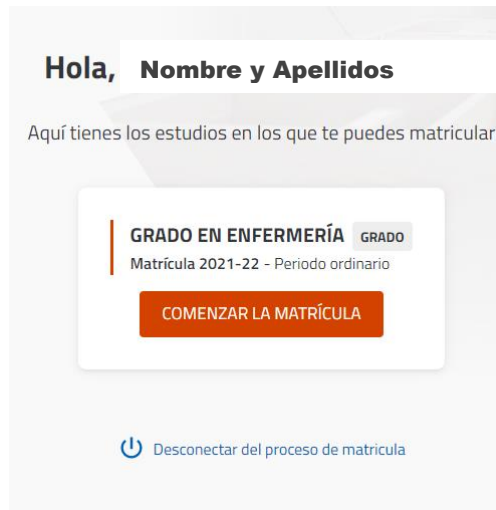 Hola, Nombre y Apellidos
Aquí tienes los estudios en los que te puedes matricular
GRADO EN ENFERMERÍA GRADO
Matrícula 2021-22 - Periodo ordinario
COMENZAR LA MATRÍCULA
Desconectar del proceso de matricula